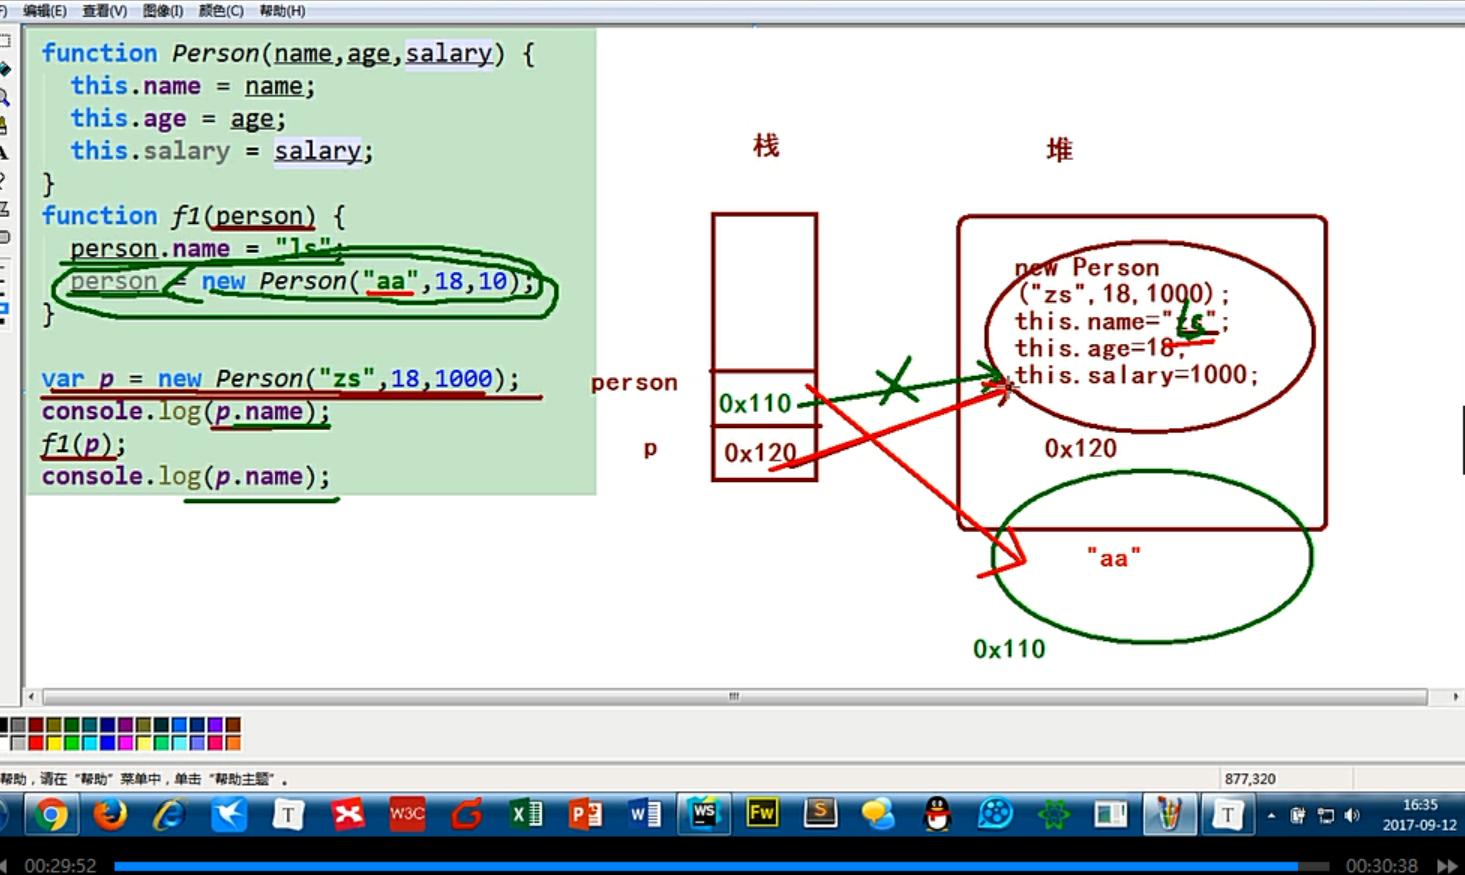 编辑(E) 查看(V) 图像(I) 颜色(C) 帮助(H)
function Person(name,age,salary) {
this.name = name;
this.age = age;
this.salary = salary;
}
function f1(person) {
person.name = "ls";
person = new Person("aa",18,10);
}
var p = new Person("zs",18,1000);
console.log(p.name);
f1(p);
console.log(p.name);
栈
堆
person
0x110
p
0x120
new Person
("zs",18,1000);
this.name="zs";
ls
this.age=18;
this.salary=1000;
0x120
"aa"
0x110
帮助,请在“帮助”菜单中,单击“帮助主题”。
877,320
T
W3C
WS
Fw
S
T
16:35
2017-09-12
00:29:52
00:30:38